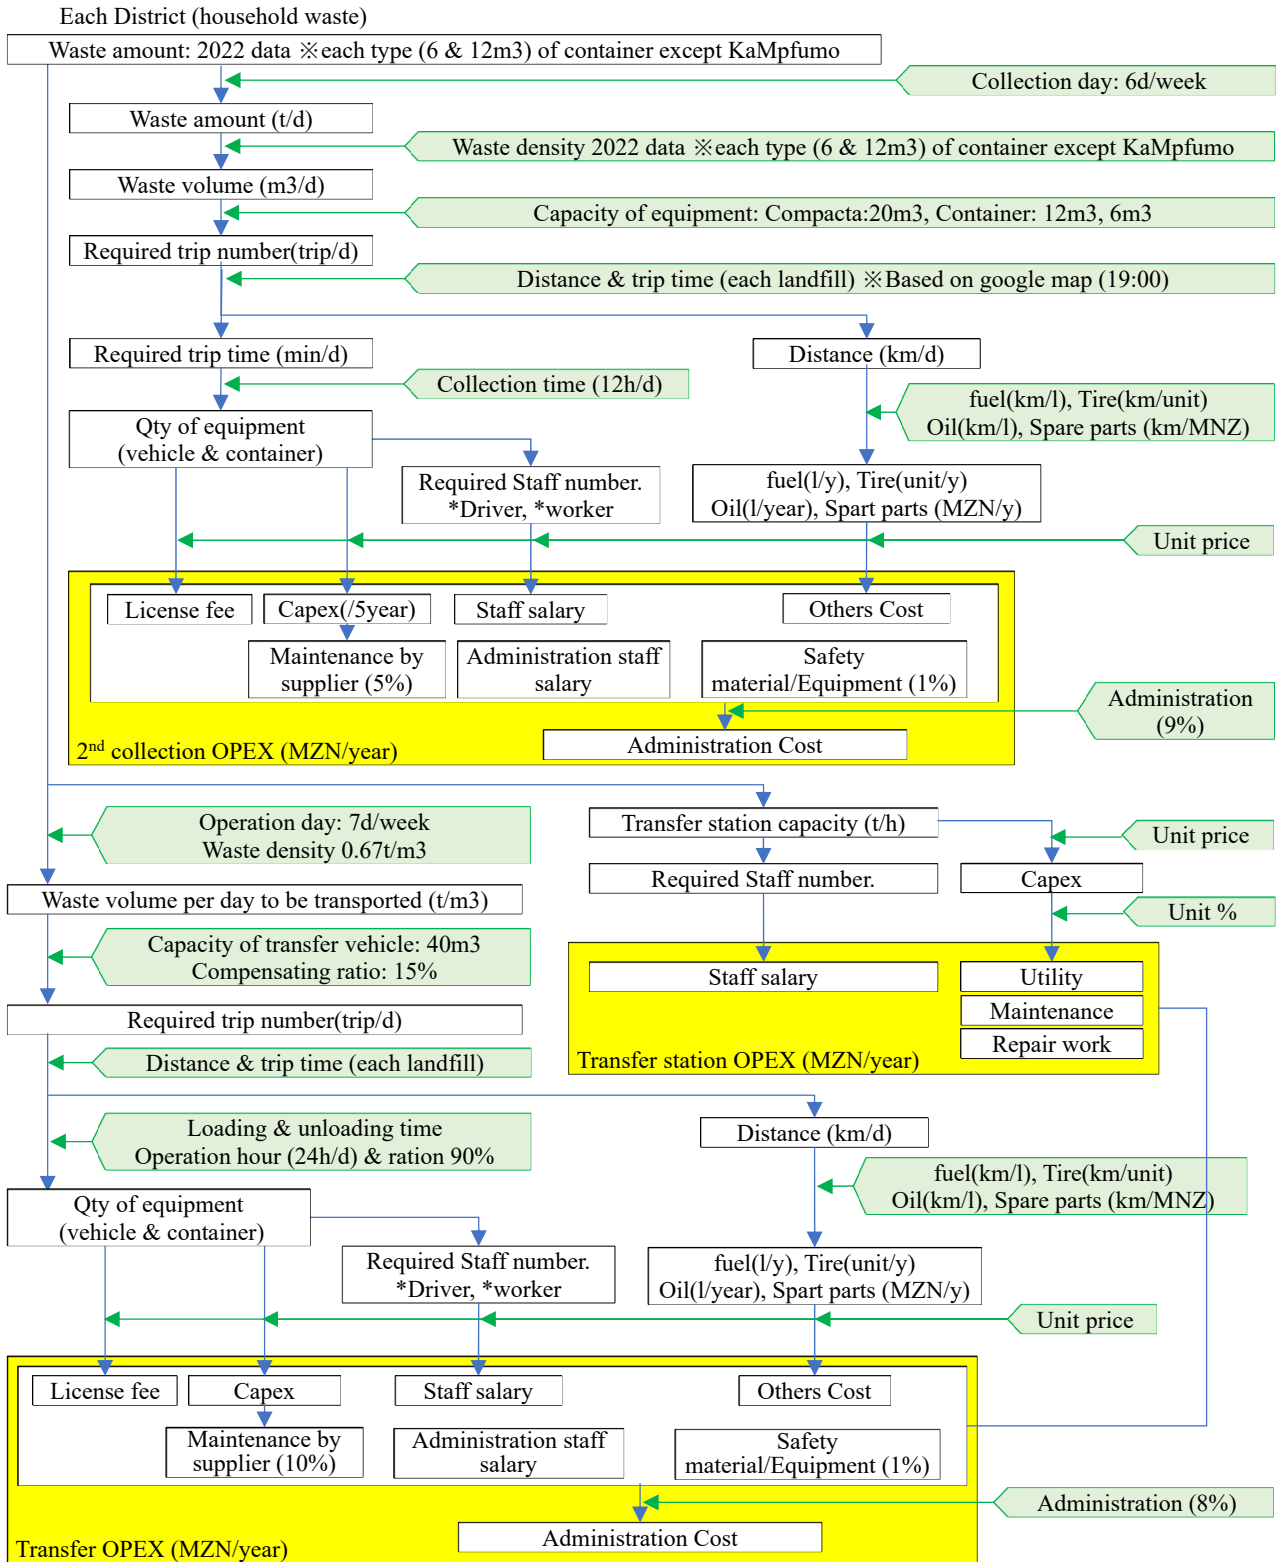 Each District (household waste)
Waste amount: 2022 data ※each type (6 & 12m3) of container except KaMpfumo
Collection day: 6d/week
Waste amount (t/d)
Waste density 2022 data ※each type (6 & 12m3) of container except KaMpfumo
Waste volume (m3/d)
Capacity of equipment: Compacta:20m3, Container: 12m3, 6m3
Required trip number(trip/d)
Distance & trip time (each landfill) ※Based on google map (19:00)
Required trip time (min/d)
Distance (km/d)
Collection time (12h/d)
fuel(km/l), Tire(km/unit)
Oil(km/l), Spare parts (km/MNZ)
Qty of equipment
(vehicle & container)
Required Staff number.
*Driver, *worker
fuel(l/y), Tire(unit/y)
Oil(l/year), Spart parts (MZN/y)
Unit price
License fee
Capex(/5year)
Staff salary
Others Cost
Maintenance by
supplier (5%)
Administration staff
salary
Safety
material/Equipment (1%)
Administration
(9%)
Administration Cost
2nd collection OPEX (MZN/year)
Operation day: 7d/week
Waste density 0.67t/m3
Transfer station capacity (t/h)
Unit price
Required Staff number.
Capex
Waste volume per day to be transported (t/m3)
Unit %
Capacity of transfer vehicle: 40m3
Compensating ratio: 15%
Staff salary
Utility
Maintenance
Repair work
Transfer station OPEX (MZN/year)
Required trip number(trip/d)
Distance & trip time (each landfill)
Loading & unloading time
Operation hour (24h/d) & ration 90%
Distance (km/d)
fuel(km/l), Tire(km/unit)
Oil(km/l), Spare parts (km/MNZ)
Qty of equipment
(vehicle & container)
Required Staff number.
*Driver, *worker
fuel(l/y), Tire(unit/y)
Oil(l/year), Spart parts (MZN/y)
Unit price
License fee
Capex
Staff salary
Others Cost
Maintenance by
supplier (10%)
Administration staff
salary
Safety
material/Equipment (1%)
Administration (8%)
Administration Cost
Transfer OPEX (MZN/year)